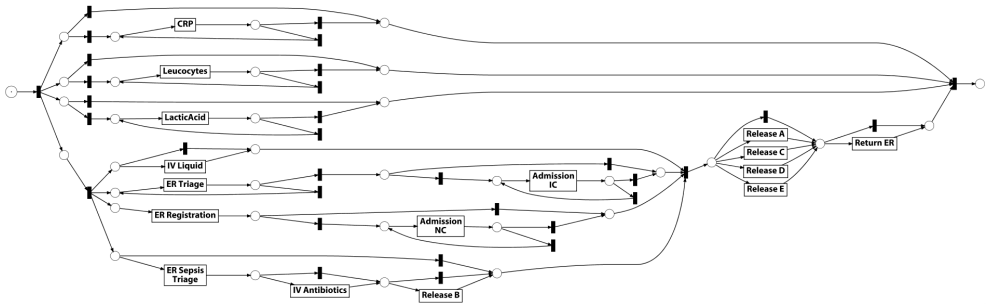 CRP
Leucocytes
LacticAcid
IV Liquid
ER Triage
Admission
IC
ER Registration
Admission
NC
ER Sepsis
Triage
IV Antibiotics
Release B
Release A
Release C
Release D
Release E
Return ER